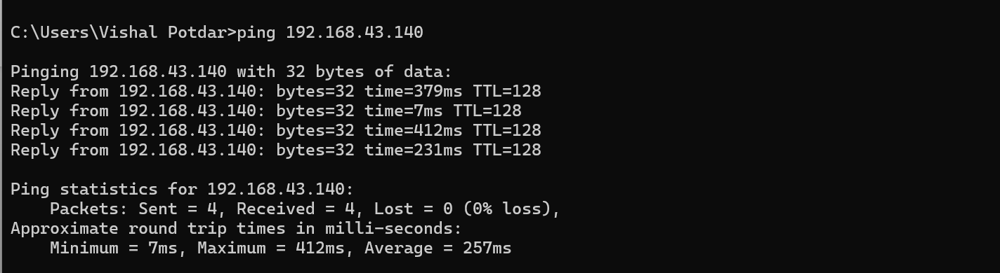 C:\Users\Vishal Potdar>ping 192.168.43.140
Pinging 192.168.43.140 with 32 bytes of data:
Reply from 192.168.43.140: bytes=32 time=379ms TTL=128
Reply from 192.168.43.140: bytes=32 time=7ms TTL=128
Reply from 192.168.43.140: bytes=32 time=412ms TTL=128
Reply from 192.168.43.140: bytes=32 time=231ms TTL=128
Ping statistics for 192.168.43.140:
    Packets: Sent = 4, Received = 4, Lost = 0 (0% loss),
Approximate round trip times in milli-seconds:
    Minimum = 7ms, Maximum = 412ms, Average = 257ms